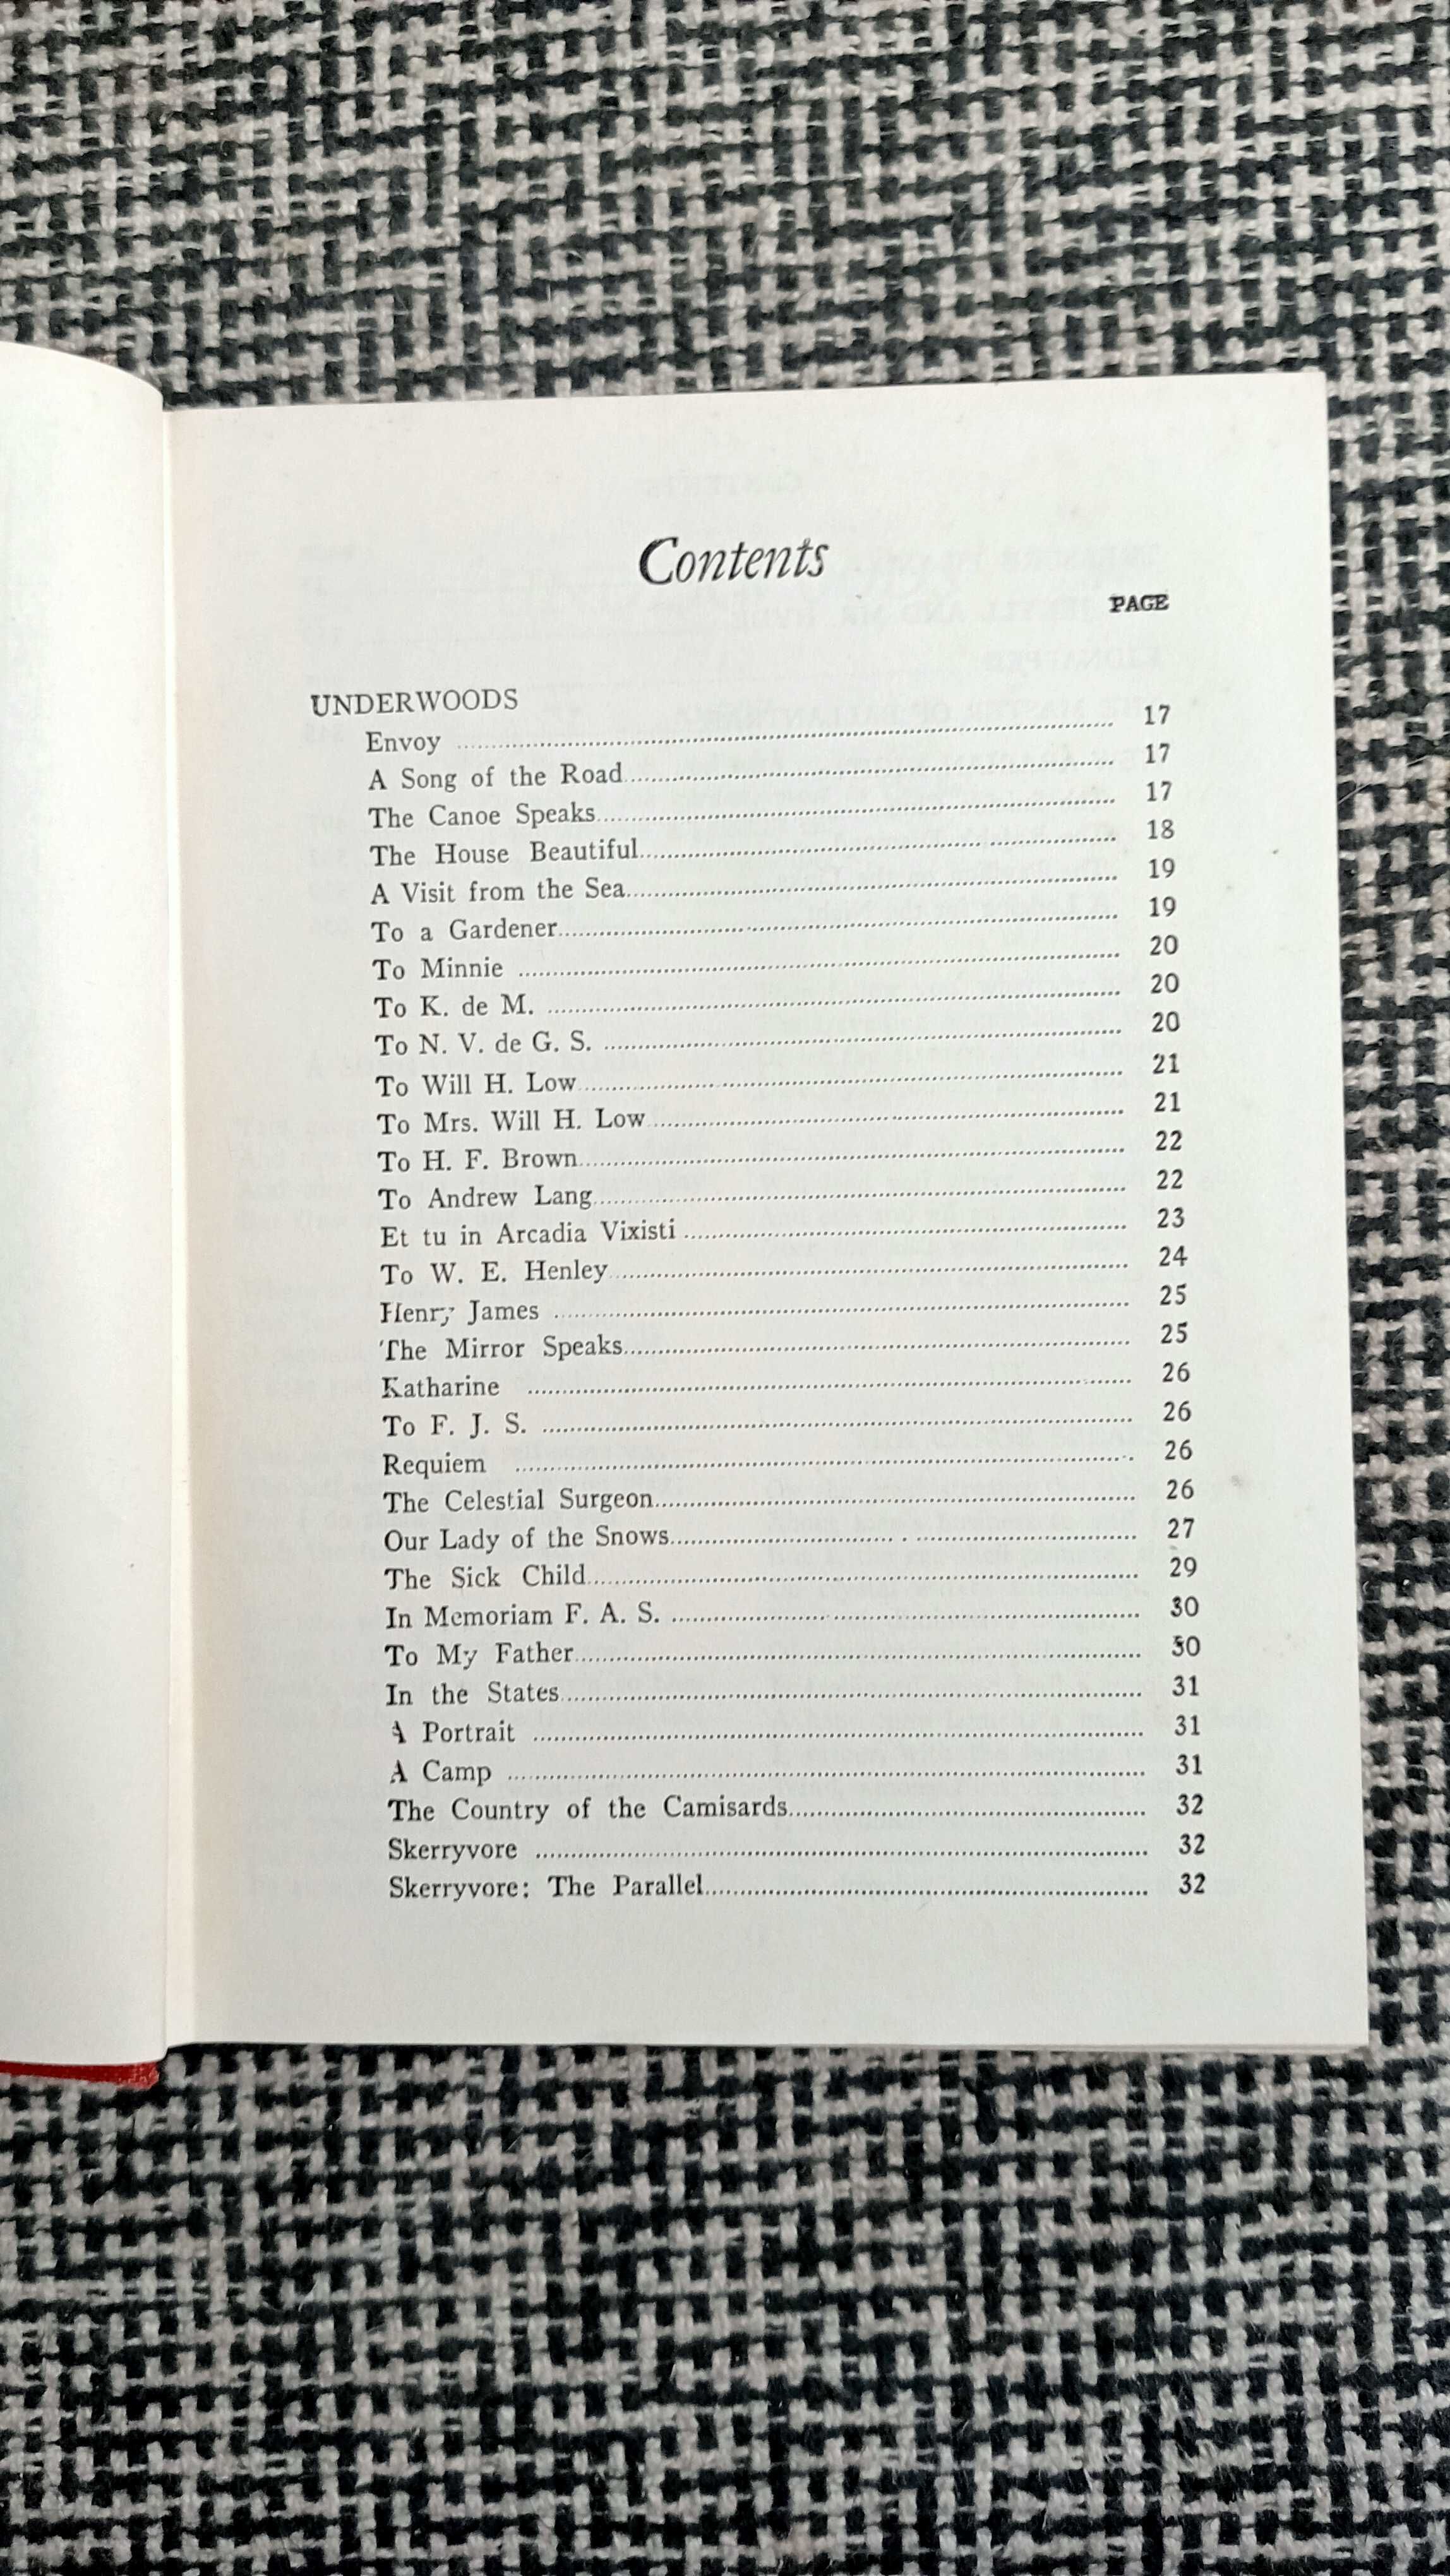 Contents
PAGE
UNDERWOODS
Envoy ........ 17
A Song of the Road ........ 17
The Canoe Speaks ........ 17
The House Beautiful ........ 18
A Visit from the Sea ........ 19
To a Gardener ........ 19
To Minnie ........ 20
To K. de M. ........ 20
To N. V. de G. S. ........ 20
To Will H. Low ........ 21
To Mrs. Will H. Low ........ 21
To H. F. Brown ........ 22
To Andrew Lang ........ 22
Et tu in Arcadia Vixisti ........ 23
To W. E. Henley ........ 24
Henry James ........ 25
The Mirror Speaks ........ 25
Katharine ........ 26
To F. J. S. ........ 26
Requiem ........ 26
The Celestial Surgeon ........ 26
Our Lady of the Snows ........ 27
The Sick Child ........ 29
In Memoriam F. A. S. ........ 30
To My Father ........ 30
In the States ........ 31
A Portrait ........ 31
A Camp ........ 31
The Country of the Camisards ........ 32
Skerryvore ........ 32
Skerryvore: The Parallel ........ 32